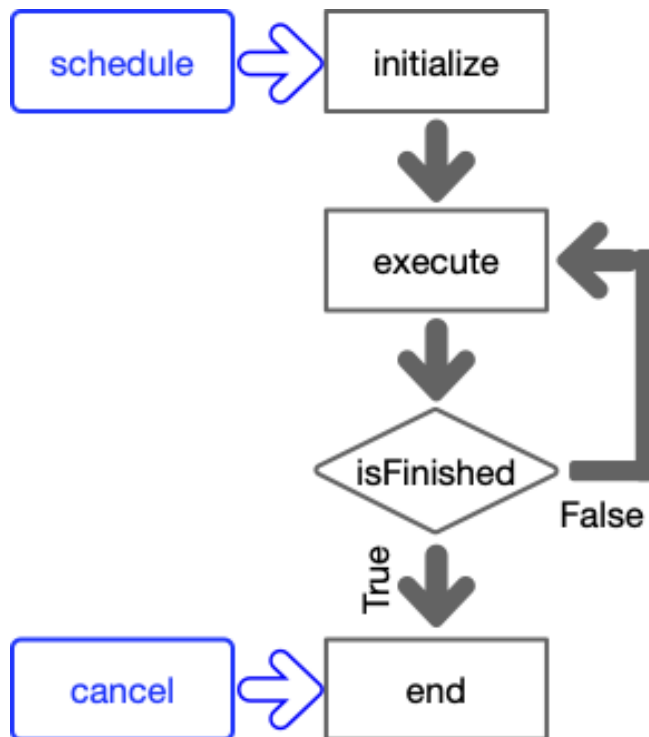 schedule
initialize
execute
isFinished
False
True
cancel
end